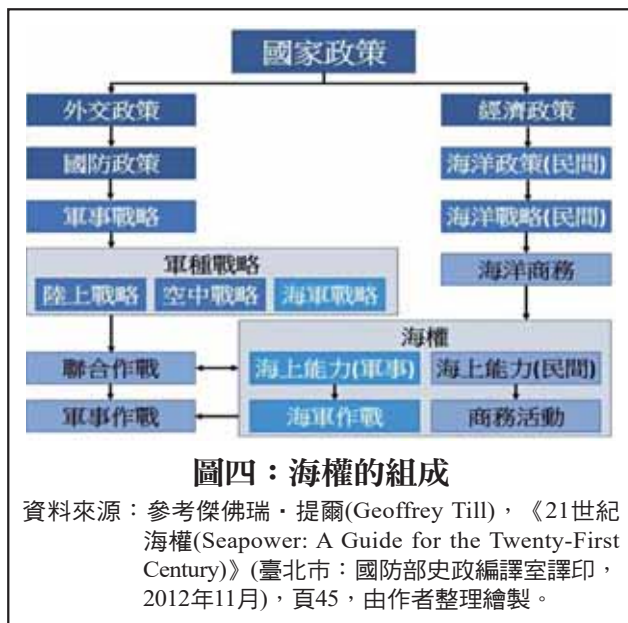 國家政策
外交政策 經濟政策
國防政策 海洋政策(民間)
軍事戰略 海洋戰略(民間)
軍種戰略
陸上戰略 空中戰略 海軍戰略
海洋商務
海權
聯合作戰 海上能力(軍事) 海上能力(民間)
軍事作戰 海軍作戰 商務活動
圖四：海權的組成
資料來源：參考傑佛瑞·提爾(Geoffrey Till)，《21世紀
海權(Seapower: A Guide for the Twenty-First
Century)》(臺北市：國防部史政編譯室譯印，
2012年11月)，頁45，由作者整理繪製。